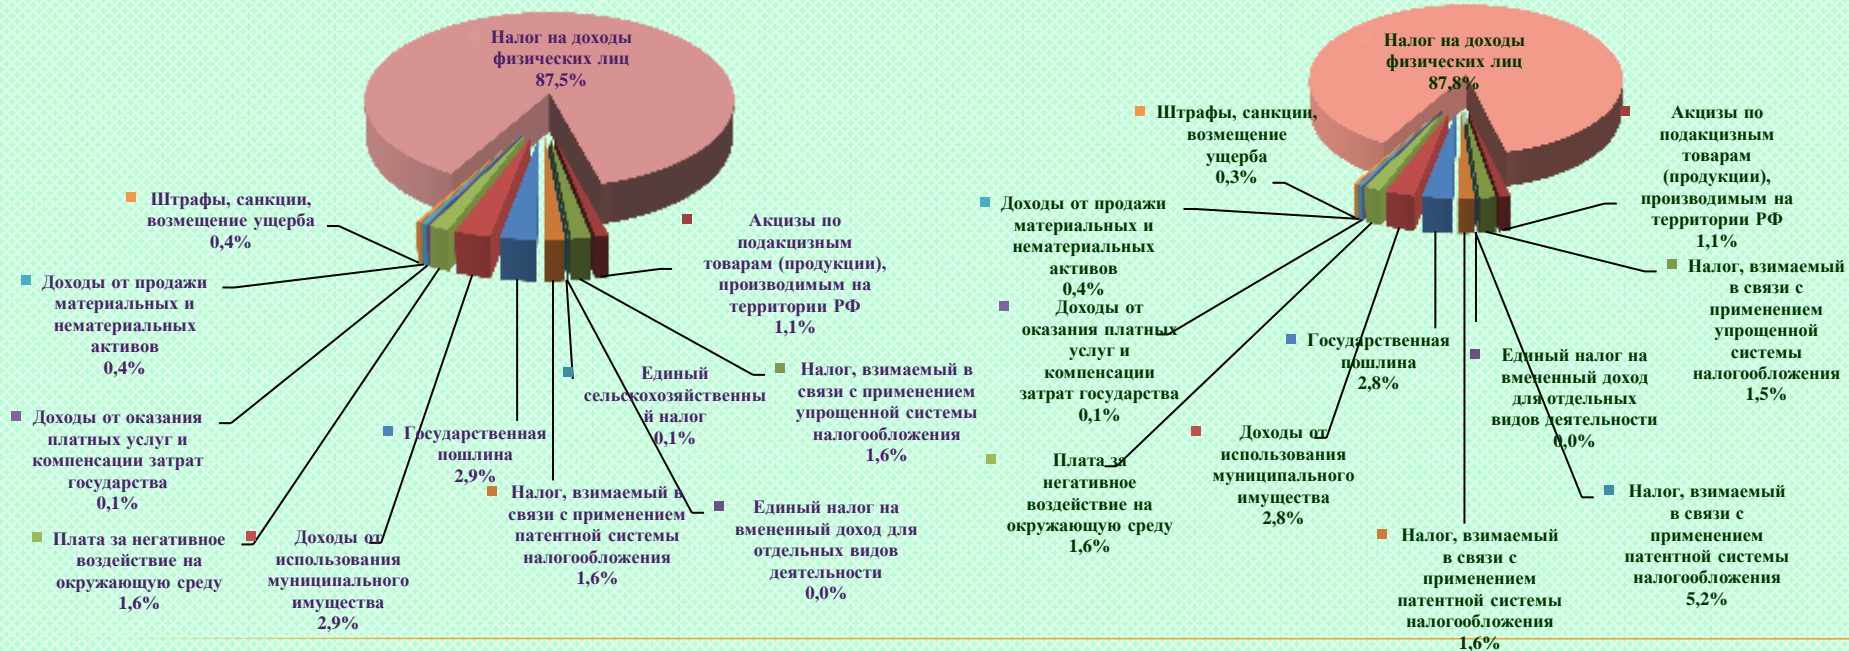 Налог на доходы
физических лиц
87,5%
Штрафы, санкции,
возмещение ущерба
0,4%
Доходы от продажи
материальных и
нематериальных
активов
0,4%
Доходы от оказания
платных услуг и
компенсации затрат
государства
0,1%
Плата за негативное
воздействие на
окружающую среду
1,6%
Доходы от
использования
муниципального
имущества
2,9%
Государственная
пошлина
2,9%
Налог, взимаемый в
связи с применением
патентной системы
налогообложения
1,6%
Единый
сельскохозяйственны
й налог
0,1%
Единый налог на
вмененный доход для
отдельных видов
деятельности
0,0%
Налог, взимаемый в
связи с применением
упрощенной системы
налогообложения
1,6%
Акцизы по
подакцизным
товарам (продукции),
производимым на
территории РФ
1,1%
Налог на доходы
физических лиц
87,8%
Штрафы, санкции,
возмещение
ущерба
0,3%
Доходы от продажи
материальных и
нематериальных
активов
0,4%
Доходы от
оказания платных
услуг и
компенсации
затрат государства
0,1%
Плата за
негативное
воздействие на
окружающую среду
1,6%
Доходы от
использования
муниципального
имущества
2,8%
Государственная
пошлина
2,8%
Налог, взимаемый
в связи с
применением
патентной системы
налогообложения
1,6%
Единый налог на
вмененный доход
для отдельных
видов деятельности
0,0%
Налог, взимаемый
в связи с
применением
патентной системы
налогообложения
5,2%
Налог, взимаемый
в связи с
применением
упрощенной
системы
налогообложения
1,5%
Акцизы по
подакцизным
товарам
(продукции),
производимым на
территории РФ
1,1%